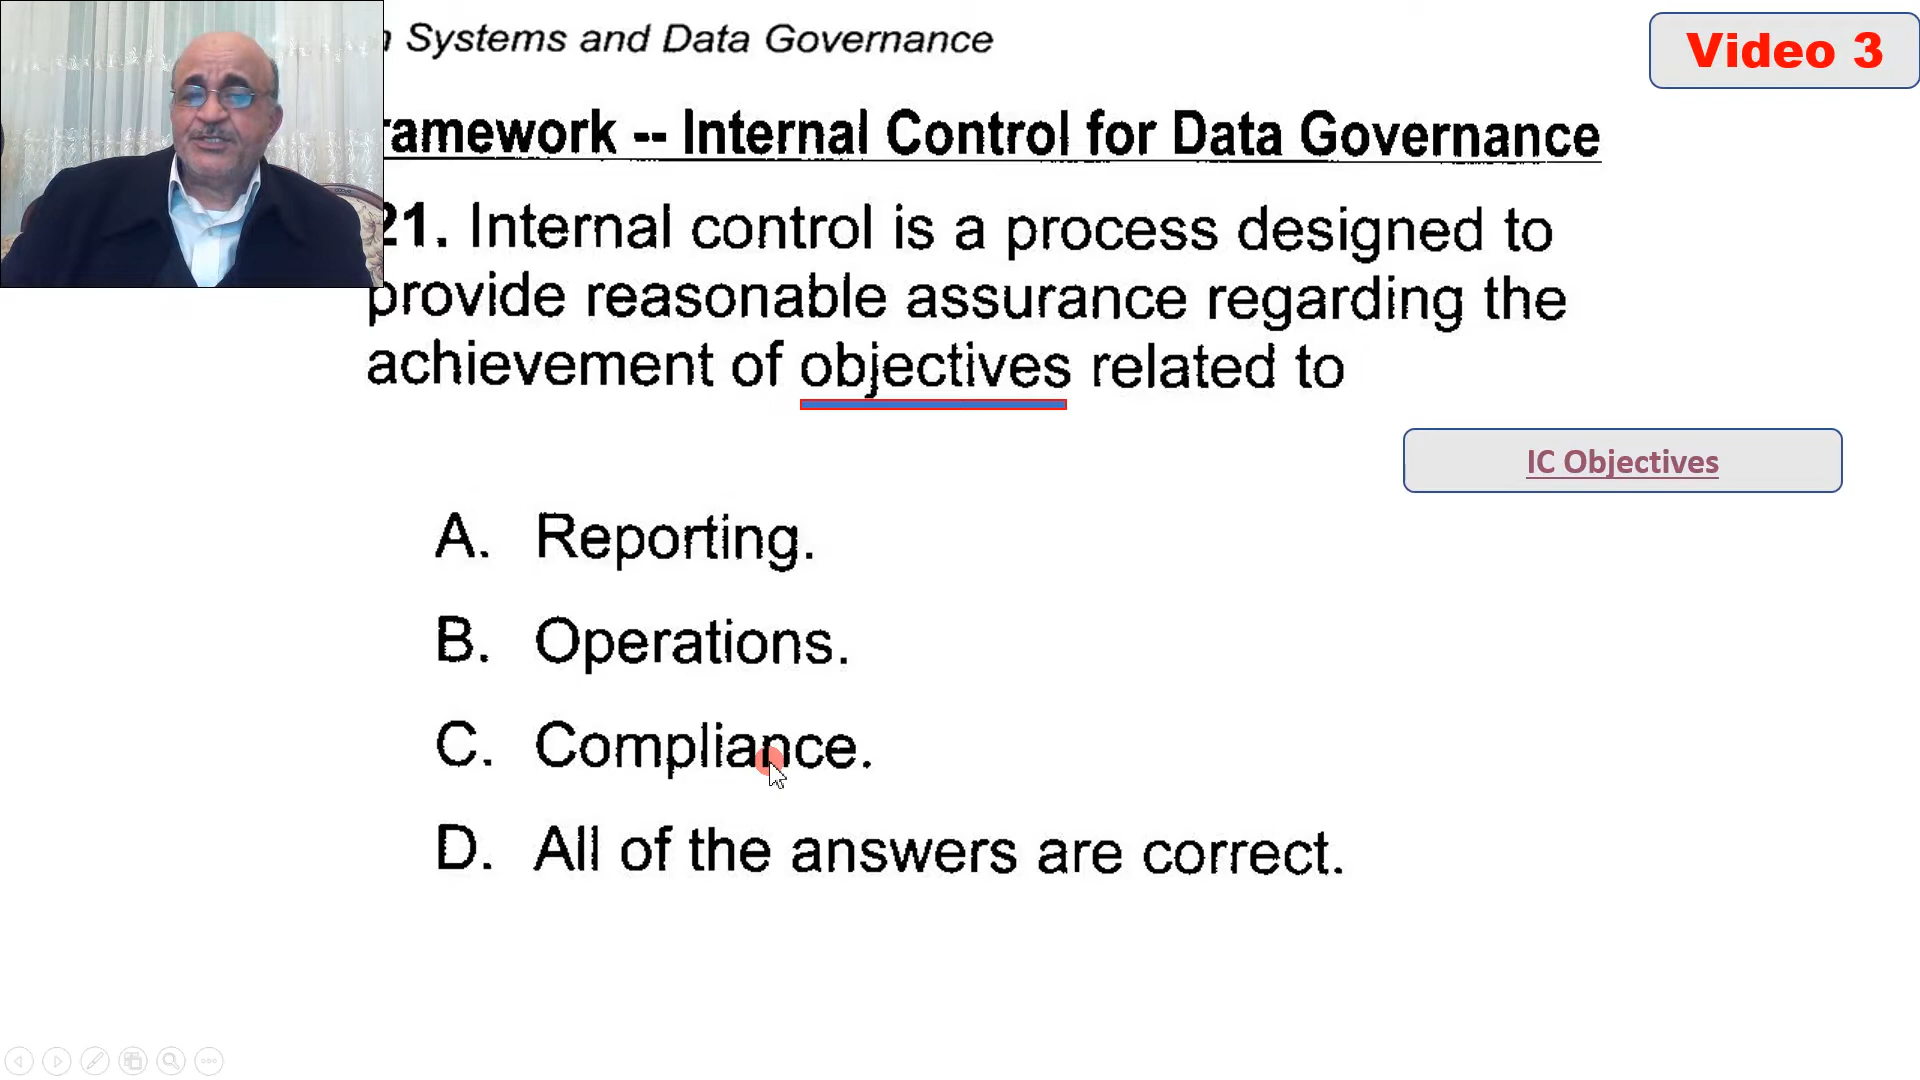 Systems and Data Governance
Video 3
ramework -- Internal Control for Data Governance
21. Internal control is a process designed to
provide reasonable assurance regarding the
achievement of objectives related to
IC Objectives
A. Reporting.
B. Operations.
C. Compliance.
D. All of the answers are correct.